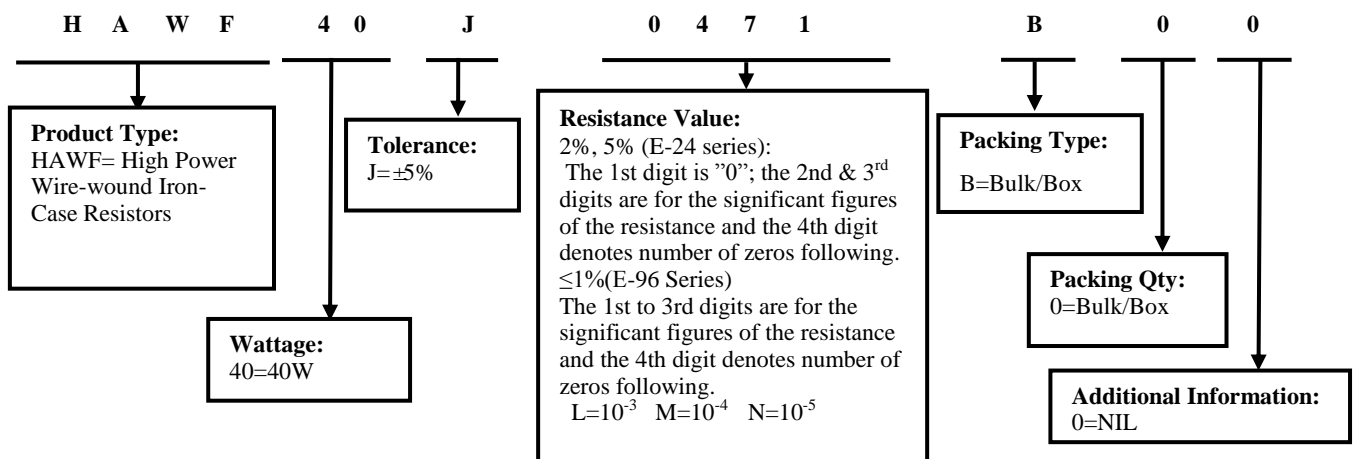 H A W F 4 0 J 0 4 7 1 B 0 0
Product Type:
HAWF= High Power
Wire-wound Iron-
Case Resistors
Wattage:
40=40W
Tolerance:
J=±5%
Resistance Value:
2%, 5% (E-24 series):
The 1st digit is ”0”; the 2nd & 3rd
digits are for the significant figures
of the resistance and the 4th digit
denotes number of zeros following.
≤1%(E-96 Series)
The 1st to 3rd digits are for the
significant figures of the resistance
and the 4th digit denotes number of
zeros following.
L=10-3 M=10-4 N=10-5
Packing Type:
B=Bulk/Box
Packing Qty:
0=Bulk/Box
Additional Information:
0=NIL